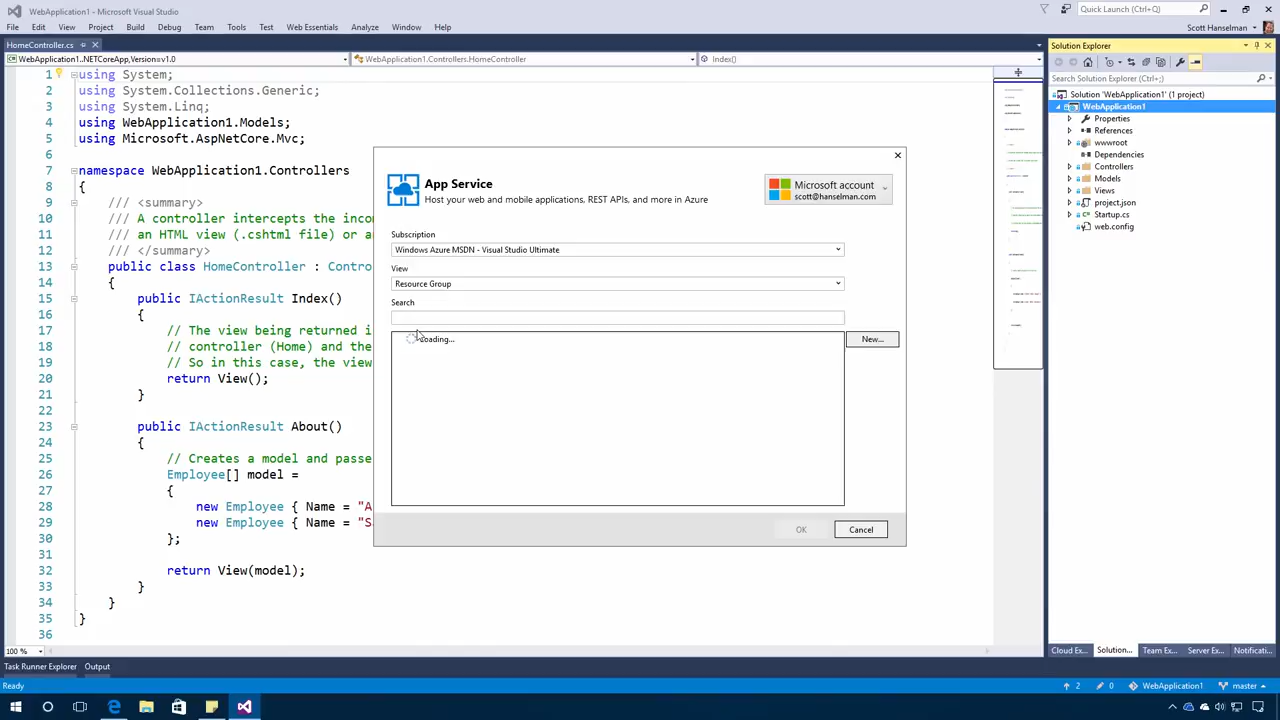 WebApplication1 - Microsoft Visual Studio
Quick Launch (Ctrl+Q)
File Edit View Project Build Debug Team Tools Test Web Essentials Analyze Window Help
Scott Hanselman
HomeController.cs
WebApplication1..NETCoreApp,Version=v1.0
WebApplication1.Controllers.HomeController
Index()
1 using System;
2 using System.Collections.Generic;
3 using System.Linq;
4 using WebApplication1.Models;
5 using Microsoft.AspNetCore.Mvc;
6
7 namespace WebApplication1.Controllers
8 {
9 /// <summary>
10 /// A controller intercepts the inco
11 /// an HTML view (.cshtml file) or a
12 /// </summary>
13 public class HomeController : Contro
14 {
15 public IActionResult Index()
16 {
17 // The view being returned i
18 // controller (Home) and the
19 // So in this case, the view
20 return View();
21 }
22
23 public IActionResult About()
24 {
25 // Creates a model and passe
26 Employee[] model =
27 {
28 new Employee { Name = "A
29 new Employee { Name = "S
30 };
31
32 return View(model);
33 }
34 }
35 }
36
App Service
Host your web and mobile applications, REST APIs, and more in Azure
Microsoft account
scott@hanselman.com
Subscription
Windows Azure MSDN - Visual Studio Ultimate
View
Resource Group
Search
Loading...
New...
OK
Cancel
Solution Explorer
Search Solution Explorer (Ctrl+;)
Solution 'WebApplication1' (1 project)
WebApplication1
Properties
References
wwwroot
Dependencies
Controllers
Models
Views
project.json
Startup.cs
web.config
100 %
Cloud Ex... Solution... Team Ex... Server Ex... Notificati...
Task Runner Explorer Output
Ready
2
0
WebApplication1
master